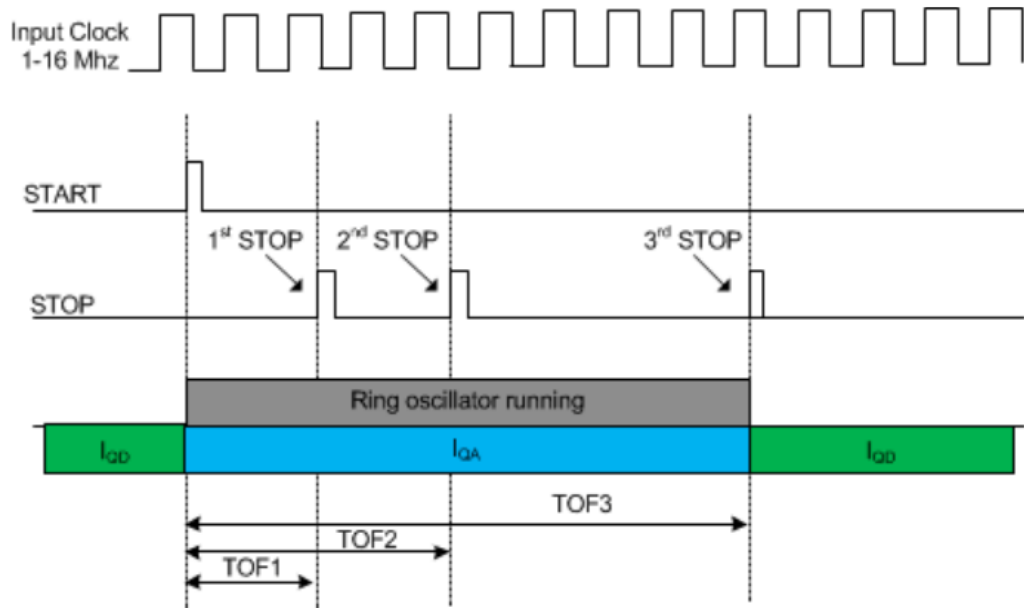 Input Clock
1-16 Mhz
START
1st STOP 2nd STOP 3rd STOP
STOP
Ring oscillator running
IQD IQA IQD
TOF3
TOF2
TOF1